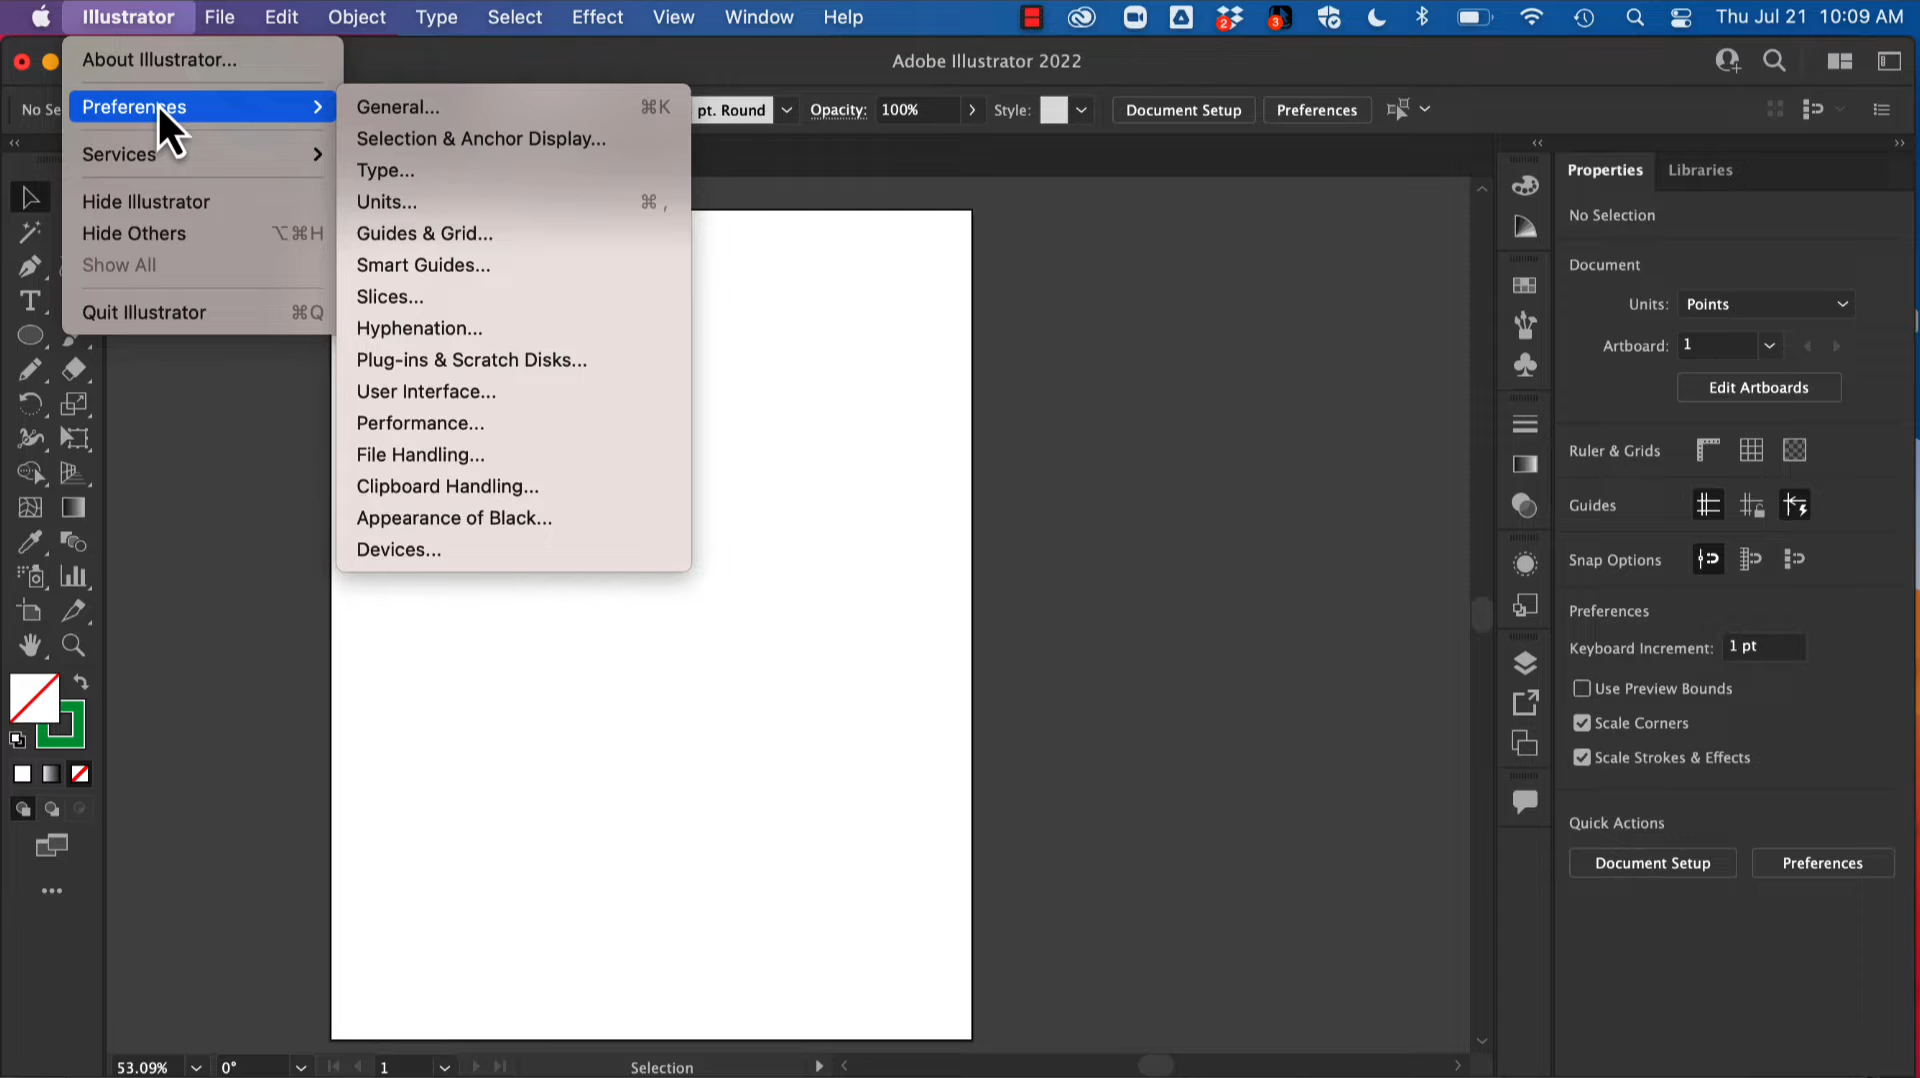 Illustrator File Edit Object Type Select Effect View Window Help 2 3 Thu Jul 21 10:09 AM
Adobe Illustrator 2022
About Illustrator...
Preferences
Services
Hide Illustrator
Hide Others ⌥⌘H
Show All
Quit Illustrator ⌘Q
General... ⌘K
Selection & Anchor Display...
Type...
Units... ⌘ ,
Guides & Grid...
Smart Guides...
Slices...
Hyphenation...
Plug-ins & Scratch Disks...
User Interface...
Performance...
File Handling...
Clipboard Handling...
Appearance of Black...
Devices...
No Se
pt. Round Opacity: 100% Style: Document Setup Preferences
Properties Libraries
No Selection
Document
Units: Points
Artboard: 1
Edit Artboards
Ruler & Grids
Guides
Snap Options
Preferences
Keyboard Increment: 1 pt
Use Preview Bounds
Scale Corners
Scale Strokes & Effects
Quick Actions
Document Setup Preferences
53.09% 0° 1 Selection